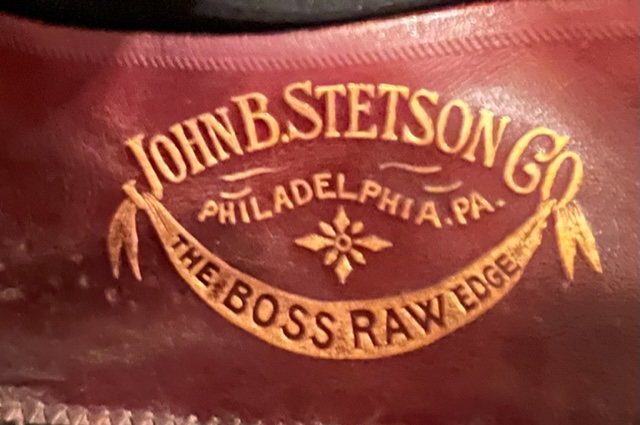 JOHN B. STETSON CO
PHILADELPHIA. PA.
THE BOSS RAW EDGE